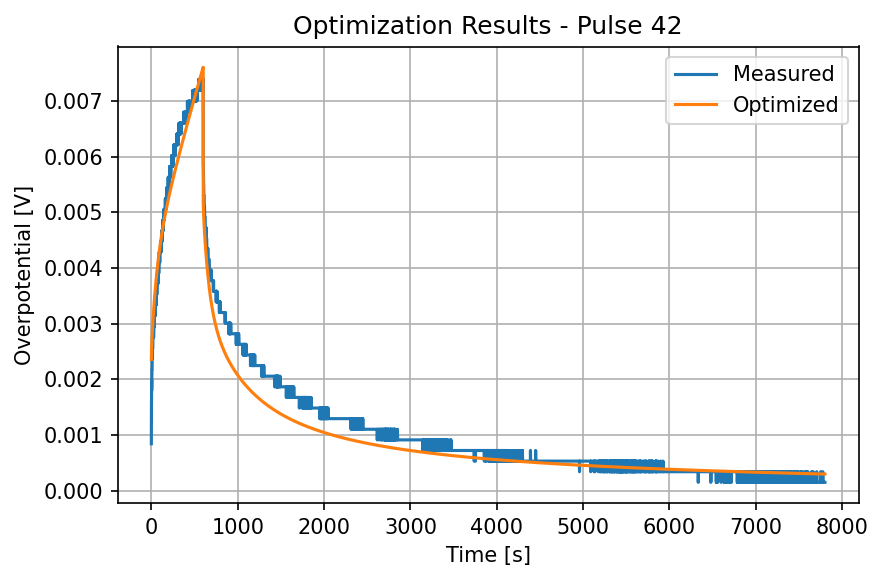 Optimization Results - Pulse 42
Measured
Optimized
Overpotential [V]
0.007
0.006
0.005
0.004
0.003
0.002
0.001
0.000
0 1000 2000 3000 4000 5000 6000 7000 8000
Time [s]